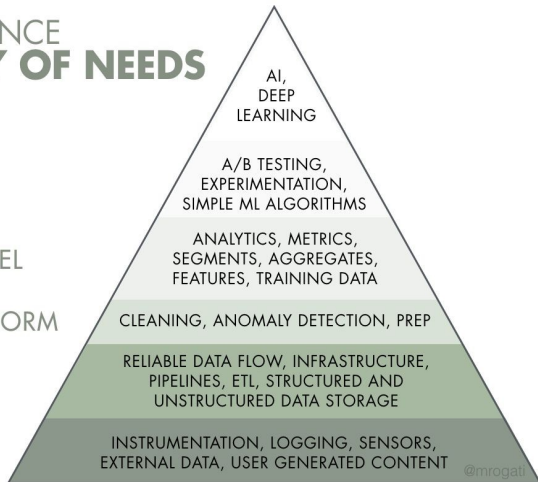 NCE
Y OF NEEDS
AI,
DEEP
LEARNING
A/B TESTING,
EXPERIMENTATION,
SIMPLE ML ALGORITHMS
EL
ANALYTICS, METRICS,
SEGMENTS, AGGREGATES,
FEATURES, TRAINING DATA
ORM
CLEANING, ANOMALY DETECTION, PREP
RELIABLE DATA FLOW, INFRASTRUCTURE,
PIPELINES, ETL, STRUCTURED AND
UNSTRUCTURED DATA STORAGE
INSTRUMENTATION, LOGGING, SENSORS,
EXTERNAL DATA, USER GENERATED CONTENT
@mrogati